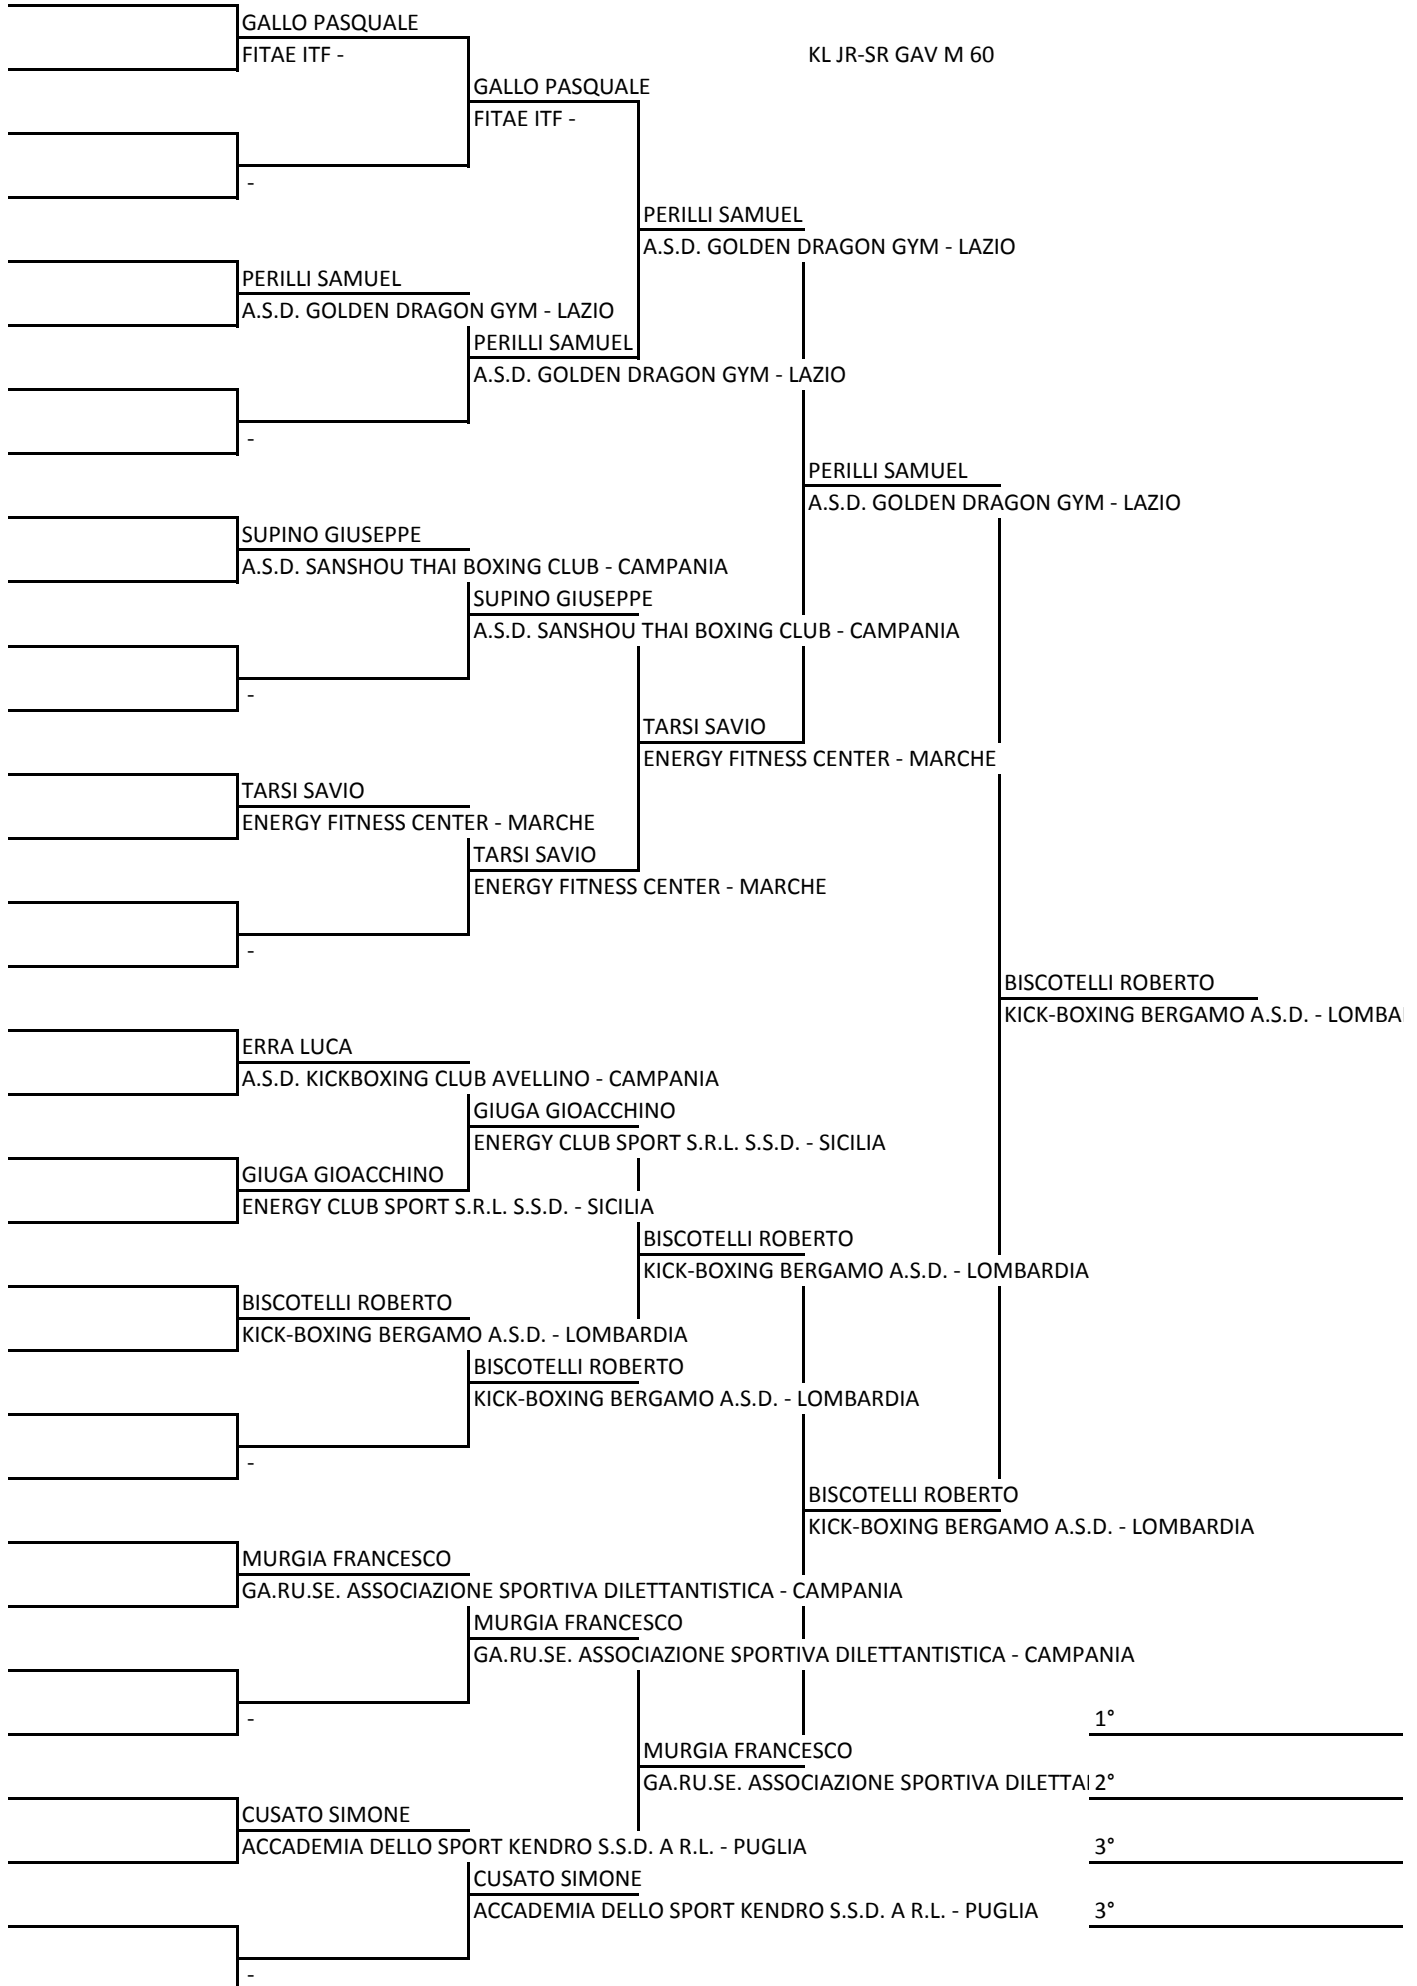 GALLO PASQUALE
FITAE ITF -
KL JR-SR GAV M 60
GALLO PASQUALE
FITAE ITF -
-
PERILLI SAMUEL
A.S.D. GOLDEN DRAGON GYM - LAZIO
PERILLI SAMUEL
A.S.D. GOLDEN DRAGON GYM - LAZIO
PERILLI SAMUEL
A.S.D. GOLDEN DRAGON GYM - LAZIO
-
PERILLI SAMUEL
A.S.D. GOLDEN DRAGON GYM - LAZIO
SUPINO GIUSEPPE
A.S.D. SANSHOU THAI BOXING CLUB - CAMPANIA
SUPINO GIUSEPPE
A.S.D. SANSHOU THAI BOXING CLUB - CAMPANIA
-
TARSI SAVIO
ENERGY FITNESS CENTER - MARCHE
TARSI SAVIO
ENERGY FITNESS CENTER - MARCHE
TARSI SAVIO
ENERGY FITNESS CENTER - MARCHE
-
BISCOTELLI ROBERTO
KICK-BOXING BERGAMO A.S.D. - LOMBA
ERRA LUCA
A.S.D. KICKBOXING CLUB AVELLINO - CAMPANIA
GIUGA GIOACCHINO
ENERGY CLUB SPORT S.R.L. S.S.D. - SICILIA
GIUGA GIOACCHINO
ENERGY CLUB SPORT S.R.L. S.S.D. - SICILIA
BISCOTELLI ROBERTO
KICK-BOXING BERGAMO A.S.D. - LOMBARDIA
BISCOTELLI ROBERTO
KICK-BOXING BERGAMO A.S.D. - LOMBARDIA
BISCOTELLI ROBERTO
KICK-BOXING BERGAMO A.S.D. - LOMBARDIA
-
BISCOTELLI ROBERTO
KICK-BOXING BERGAMO A.S.D. - LOMBARDIA
MURGIA FRANCESCO
GA.RU.SE. ASSOCIAZIONE SPORTIVA DILETTANTISTICA - CAMPANIA
MURGIA FRANCESCO
GA.RU.SE. ASSOCIAZIONE SPORTIVA DILETTANTISTICA - CAMPANIA
-
1°
MURGIA FRANCESCO
GA.RU.SE. ASSOCIAZIONE SPORTIVA DILETTA
2°
CUSATO SIMONE
ACCADEMIA DELLO SPORT KENDRO S.S.D. A R.L. - PUGLIA
3°
CUSATO SIMONE
ACCADEMIA DELLO SPORT KENDRO S.S.D. A R.L. - PUGLIA
3°
-